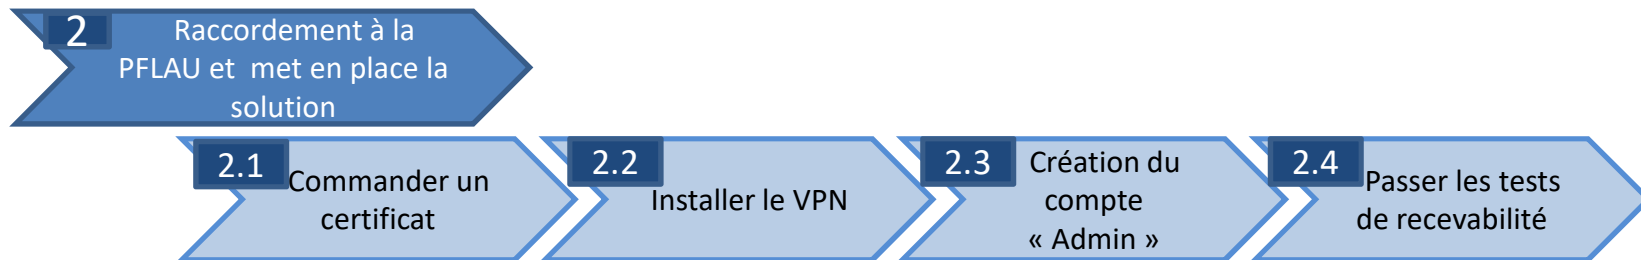 2
Raccordement à la
PFLAU et met en place la
solution
2.1
Commander un
certificat
2.2
Installer le VPN
2.3
Création du
compte
« Admin »
2.4
Passer les tests
de recevabilité